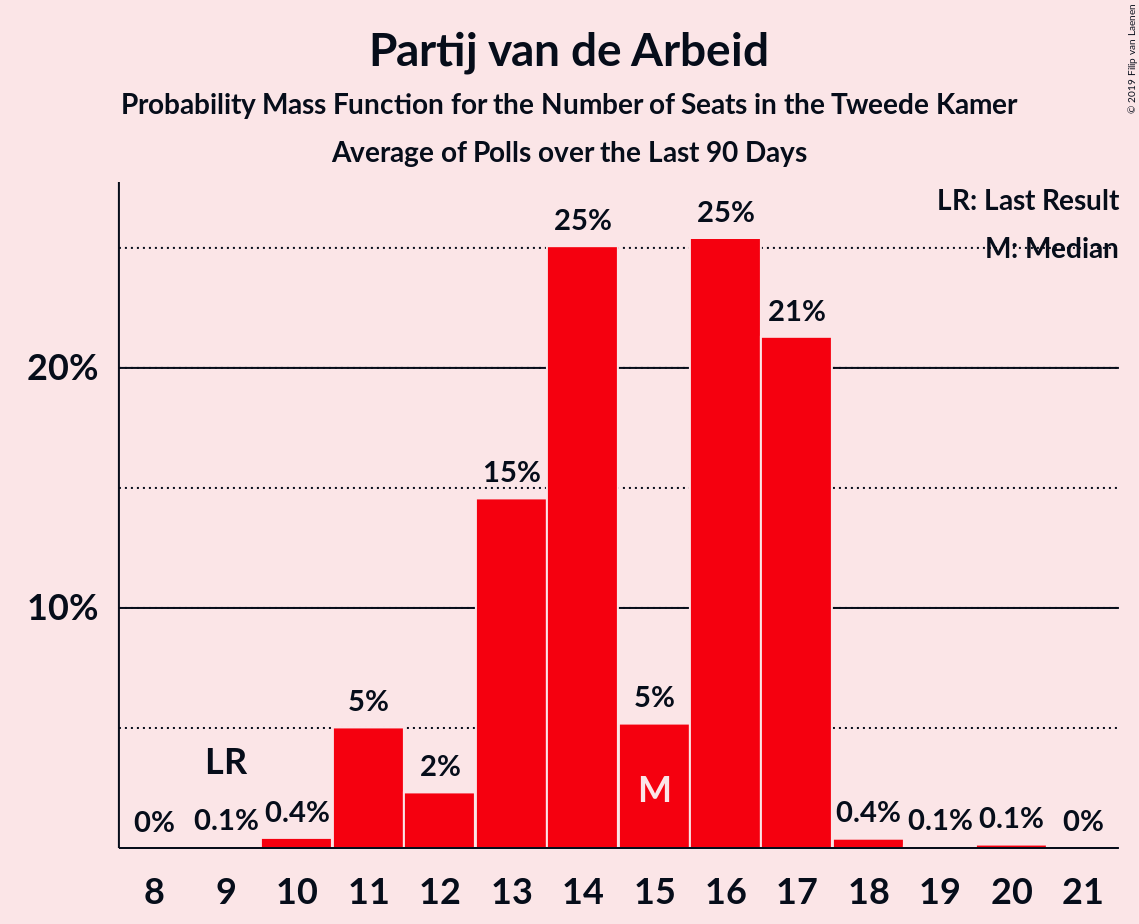 Partij van de Arbeid
Probability Mass Function for the Number of Seats in the Tweede Kamer
Average of Polls over the Last 90 Days
© 2019 Filip van Laenen
LR: Last Result
M: Median
25%
25%
21%
20%
15%
10%
5%
5%
LR
2%
M
0%
0.1%
0.4%
0.4%
0.1%
0.1%
0%
8 9 10 11 12 13 14 15 16 17 18 19 20 21